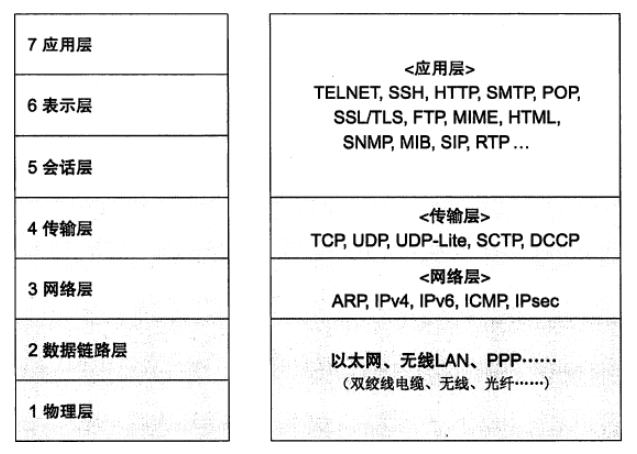 7 应用层
6 表示层
5 会话层
4 传输层
3 网络层
2 数据链路层
1 物理层
<应用层>
TELNET, SSH, HTTP, SMTP, POP,
SSL/TLS, FTP, MIME, HTML,
SNMP, MIB, SIP, RTP ...
<传输层>
TCP, UDP, UDP-Lite, SCTP, DCCP
<网络层>
ARP, IPv4, IPv6, ICMP, IPsec
以太网、无线LAN、PPP……
（双绞线电缆、无线、光纤……）